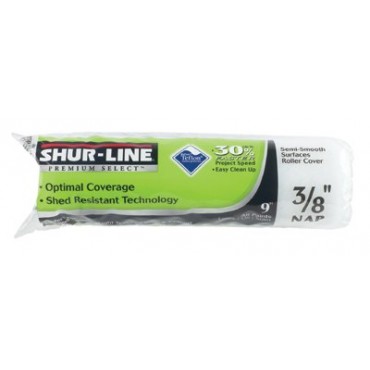 SHUR-LINE
PREMIUM SELECT
• Optimal Coverage
• Shed Resistant Technology
Teflon
• 30% FASTER
Project Speed
• Easy Clean Up
9"
Semi-Smooth
Surfaces
Roller Cover
3/8"
NAP